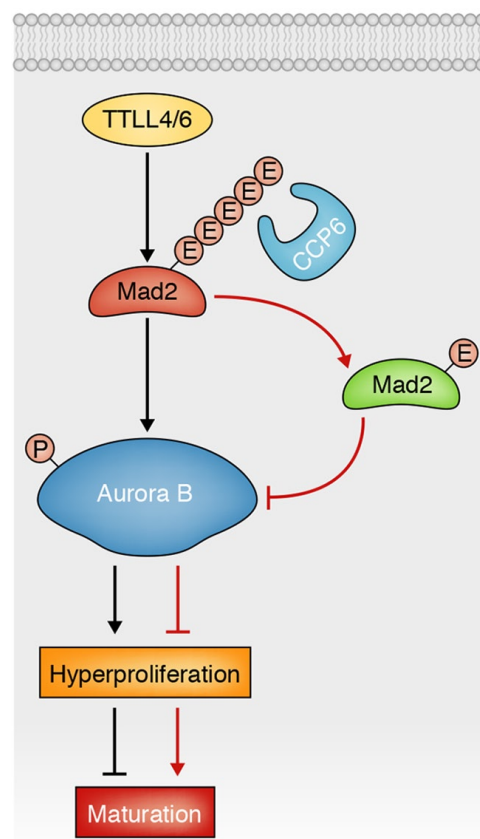 TTLL4/6
E
E
E
E
E
CCP6
Mad2
E
Mad2
P
Aurora B
Hyperproliferation
Maturation